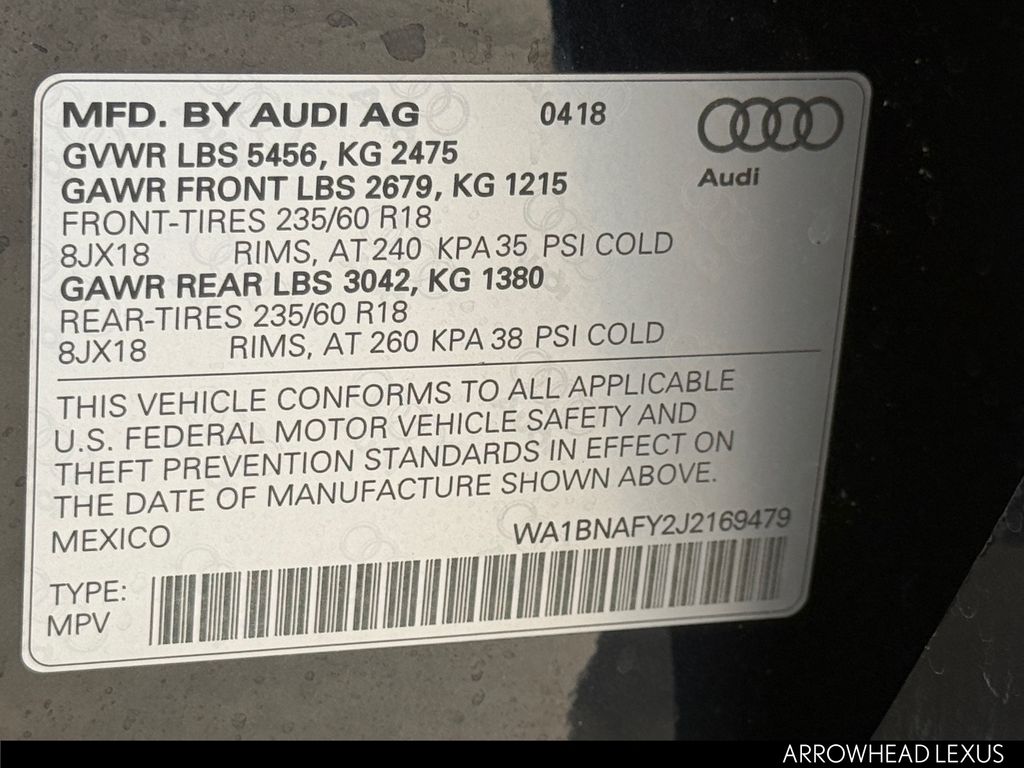 MFD. BY AUDI AG 0418
Audi
GVWR LBS 5456, KG 2475
GAWR FRONT LBS 2679, KG 1215
FRONT-TIRES 235/60 R18
8JX18 RIMS, AT 240 KPA 35 PSI COLD
GAWR REAR LBS 3042, KG 1380
REAR-TIRES 235/60 R18
8JX18 RIMS, AT 260 KPA 38 PSI COLD
THIS VEHICLE CONFORMS TO ALL APPLICABLE
U.S. FEDERAL MOTOR VEHICLE SAFETY AND
THEFT PREVENTION STANDARDS IN EFFECT ON
THE DATE OF MANUFACTURE SHOWN ABOVE.
MEXICO WA1BNAFY2J2169479
TYPE:
MPV
ARROWHEAD LEXUS